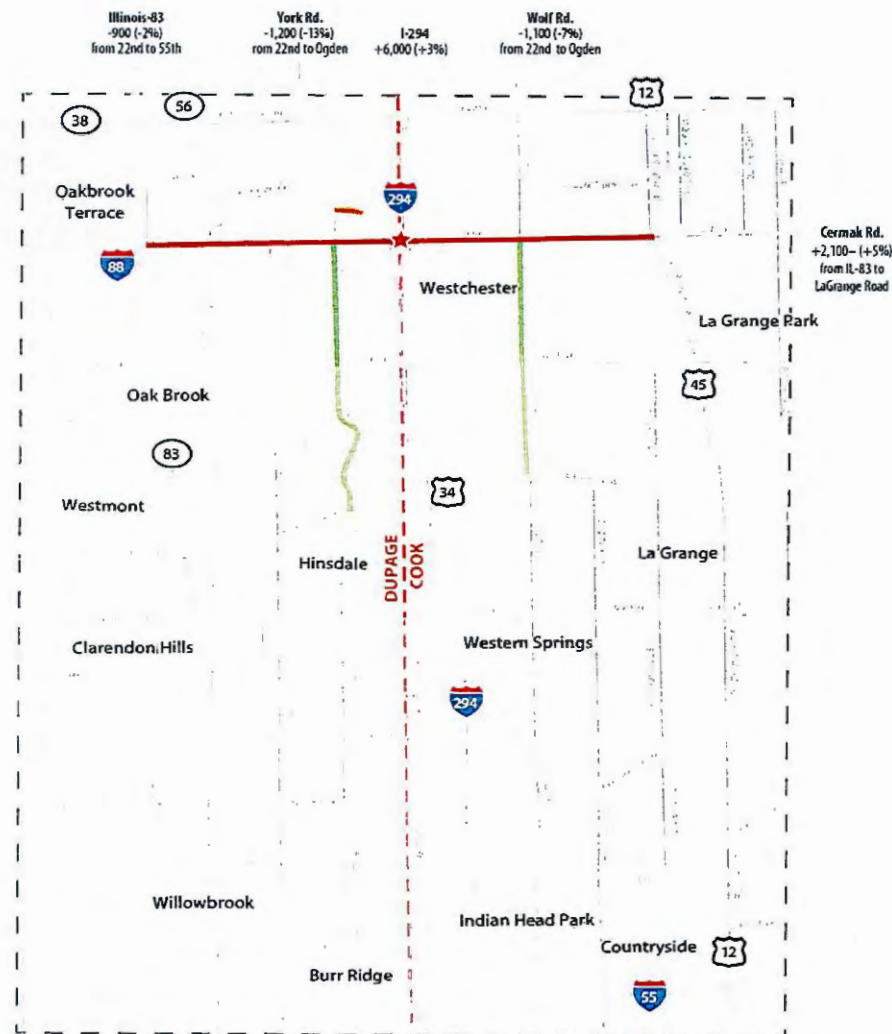 Illinois-83
-900 (-2%)
from 22nd to 55th
York Rd.
-1,200 (-13%)
rom 22nd to Ogden
I-294
+6,000 (+3%)
Wolf Rd.
-1,100 (-7%)
from 22nd to Ogden
12
56
38
Oakbrook
Terrace
294
88
Cermak Rd.
+2,100– (+5%)
from IL-83 to
LaGrange Road
Westchester
La Grange Park
45
Oak Brook
83
34
Westmont
Hinsdale
DUPAGE
COOK
La Grange
Clarendon Hills
Western Springs
294
Willowbrook
Indian Head Park
Countryside
12
Burr Ridge
55